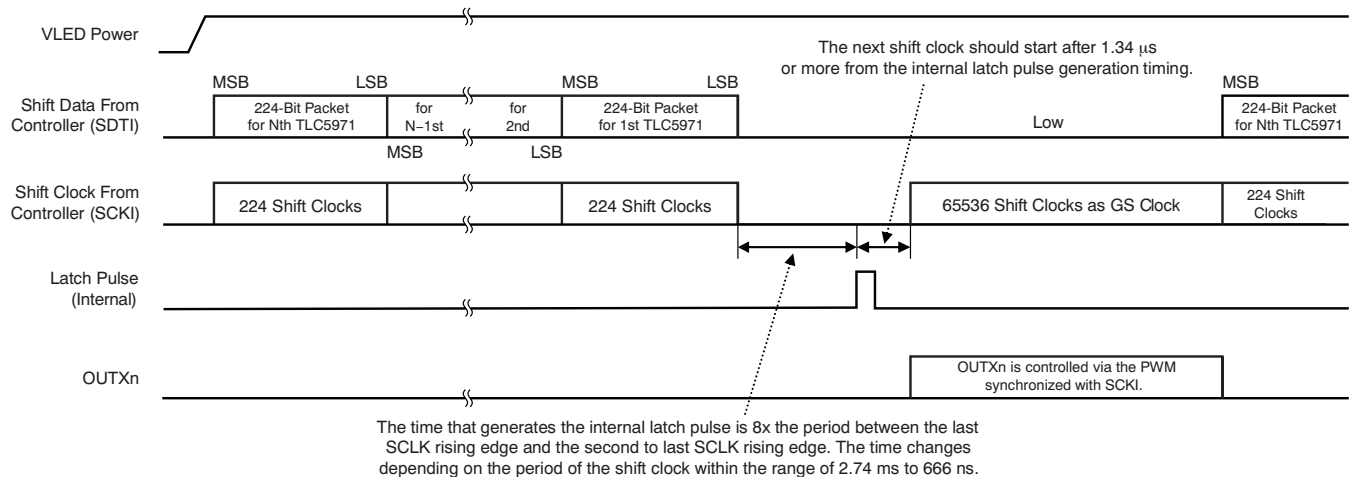 VLED Power
The next shift clock should start after 1.34 μs
or more from the internal latch pulse generation timing.
MSB LSB MSB LSB MSB
Shift Data From
Controller (SDTI)
224-Bit Packet
for Nth TLC5971
for
N–1st
for
2nd
224-Bit Packet
for 1st TLC5971
Low
224-Bit Packet
for Nth TLC5971
MSB LSB
Shift Clock From
Controller (SCKI)
224 Shift Clocks
224 Shift Clocks
65536 Shift Clocks as GS Clock
224 Shift
Clocks
Latch Pulse
(Internal)
OUTXn
OUTXn is controlled via the PWM
synchronized with SCKI.
The time that generates the internal latch pulse is 8x the period between the last
SCLK rising edge and the second to last SCLK rising edge. The time changes
depending on the period of the shift clock within the range of 2.74 ms to 666 ns.